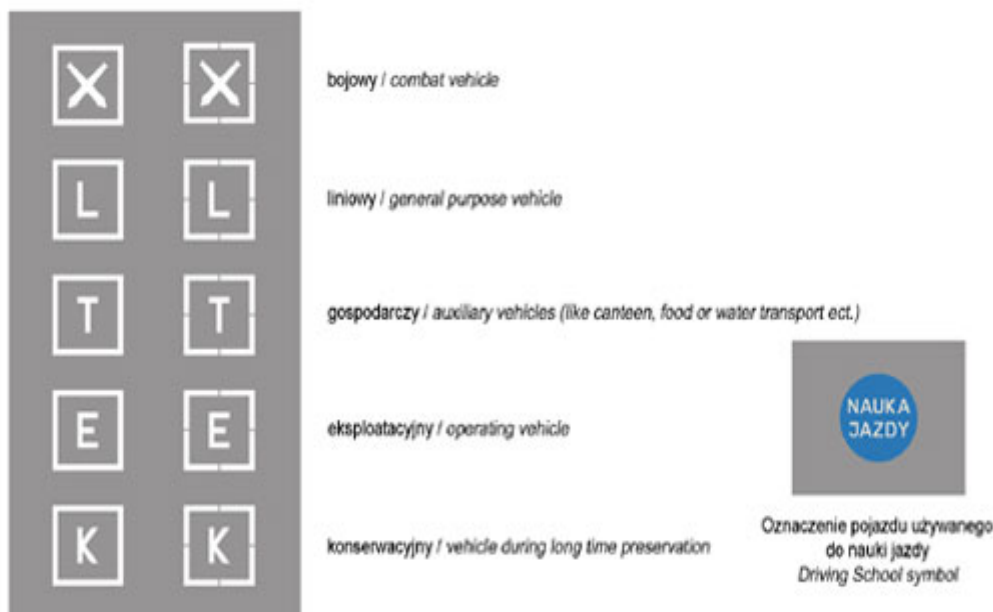 X X bojowy / combat vehicle
L L liniowy / general purpose vehicle
T T gospodarczy / auxiliary vehicles (like canteen, food or water transport ect.)
E E eksploatacyjny / operating vehicle
K K konserwacyjny / vehicle during long time preservation
NAUKA
JAZDY
Oznaczenie pojazdu używanego
do nauki jazdy
Driving School symbol